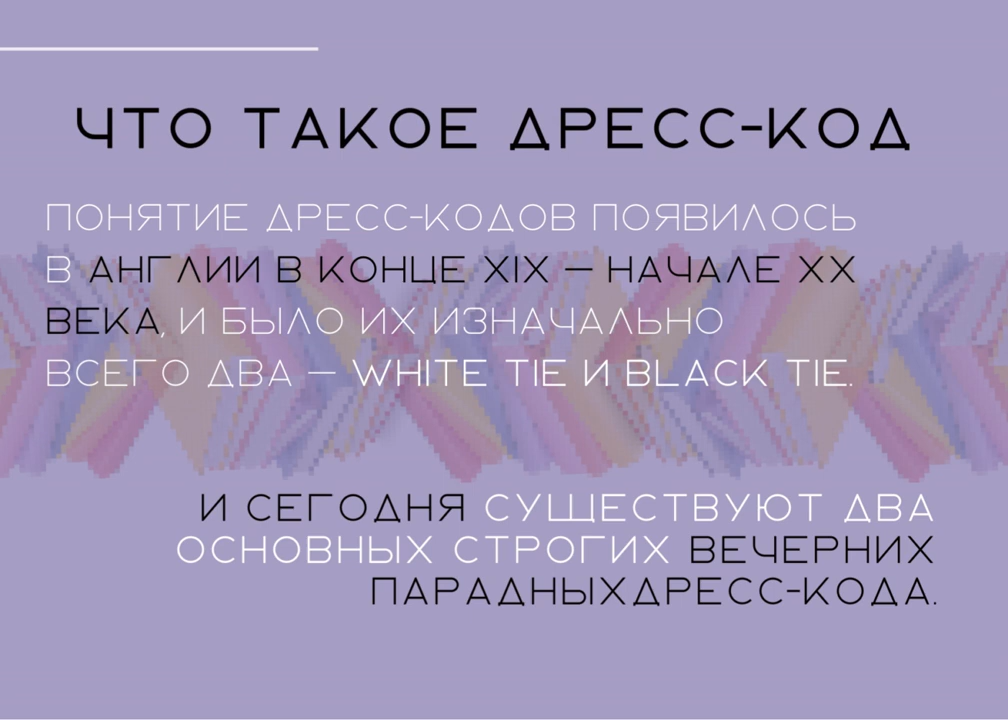 ЧТО ТАКОЕ ДРЕСС-КОД
ПОНЯТИЕ ДРЕСС-КОДОВ ПОЯВИЛОСЬ
В АНГЛИИ В КОНЦЕ XIX — НАЧАЛЕ XX
ВЕКА, И БЫЛО ИХ ИЗНАЧАЛЬНО
ВСЕГО ДВА — WHITE TIE И BLACK TIE.
И СЕГОДНЯ СУЩЕСТВУЮТ ДВА
ОСНОВНЫХ СТРОГИХ ВЕЧЕРНИХ
ПАРАДНЫХДРЕСС-КОДА.